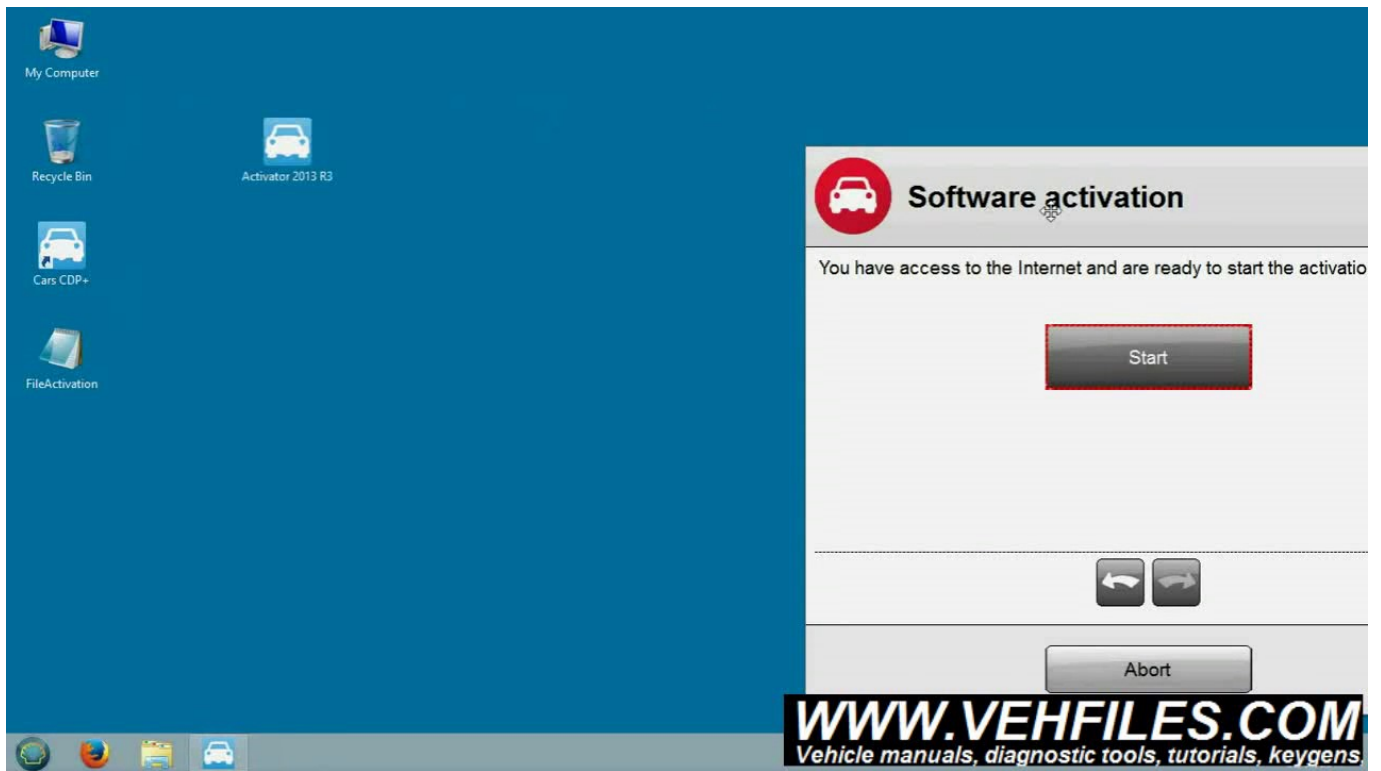 My Computer
Recycle Bin
Activator 2013 R3
Cars CDP+
FileActivation
Software activation
You have access to the Internet and are ready to start the activatio
Start
Abort
WWW.VEHFILES.COM
Vehicle manuals, diagnostic tools, tutorials, keygens,